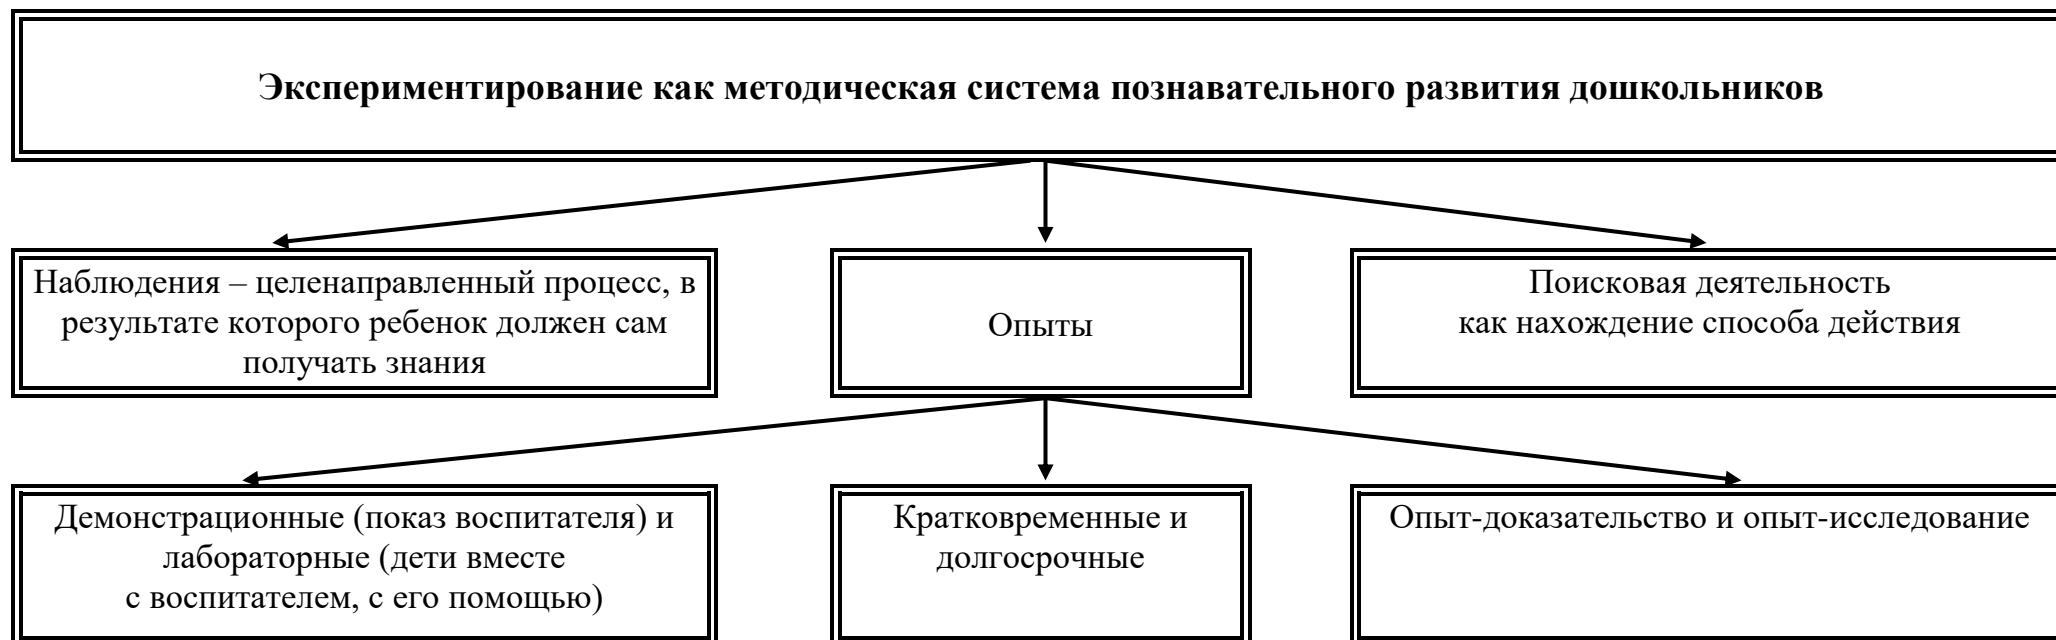 Экспериментирование как методическая система познавательного развития дошкольников
Наблюдения – целенаправленный процесс, в
результате которого ребенок должен сам
получать знания
Опыты
Поисковая деятельность
как нахождение способа действия
Демонстрационные (показ воспитателя) и
лабораторные (дети вместе
с воспитателем, с его помощью)
Кратковременные и
долгосрочные
Опыт-доказательство и опыт-исследование